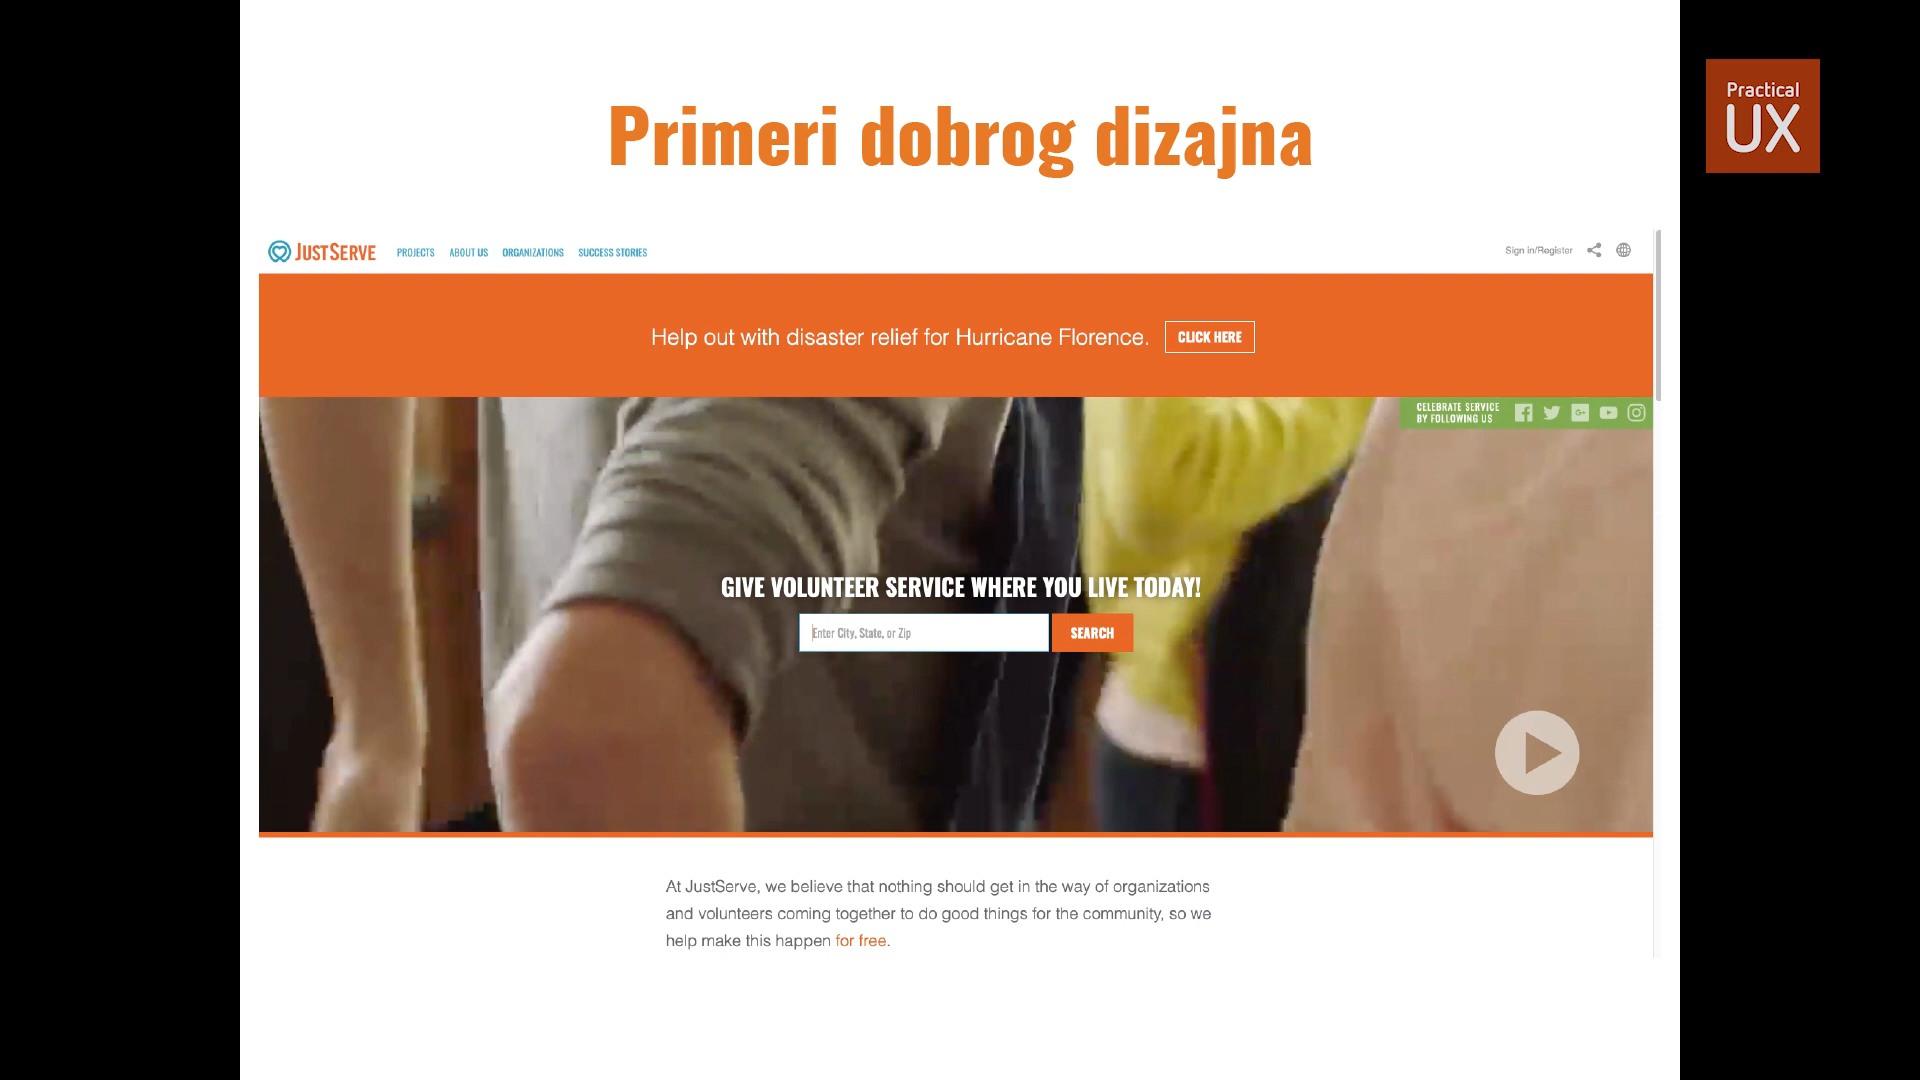 Primeri dobrog dizajna
Practical
UX
JUSTSERVE
PROJECTS ABOUT US ORGANIZATIONS SUCCESS STORIES
Sign in/Register
Help out with disaster relief for Hurricane Florence. CLICK HERE
CELEBRATE SERVICE
BY FOLLOWING US
GIVE VOLUNTEER SERVICE WHERE YOU LIVE TODAY!
Enter City, State, or Zip SEARCH
At JustServe, we believe that nothing should get in the way of organizations
and volunteers coming together to do good things for the community, so we
help make this happen for free.